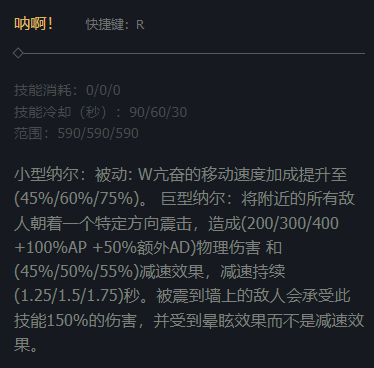 呐啊！ 快捷键：R
技能消耗：0/0/0
技能冷却（秒）：90/60/30
范围：590/590/590
小型纳尔：被动: W亢奋的移动速度加成提升至
(45%/60%/75%)。 巨型纳尔：将附近的所有敌
人朝着一个特定方向震击，造成(200/300/400
+100%AP +50%额外AD)物理伤害 和
(45%/50%/55%)减速效果，减速持续
(1.25/1.5/1.75)秒。被震到墙上的敌人会承受此
技能150%的伤害，并受到晕眩效果而不是减速效
果。